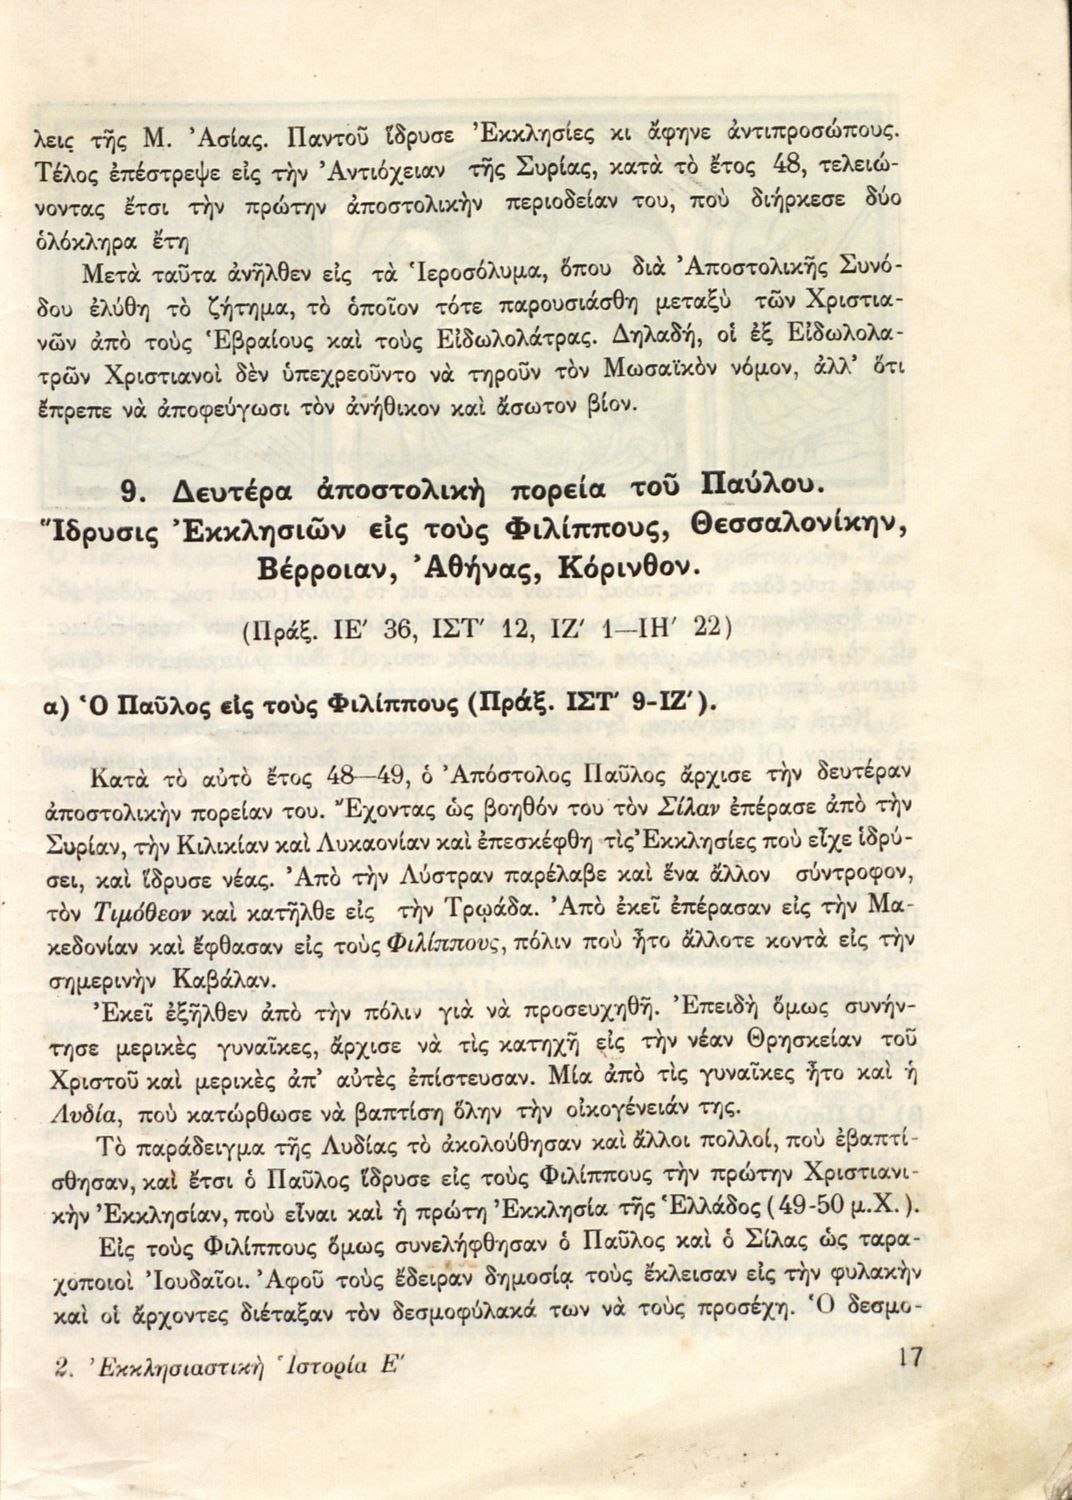 λεις τῆς Μ. Ἀσίας. Παντοῦ ἵδρυσε Ἐκκλησίες κι ἄφηνε ἀντιπροσώπους.
Τέλος ἐπέστρεψε εἰς τὴν Ἀντιόχειαν τῆς Συρίας, κατὰ τὸ ἔτος 48, τελειώ-
νοντας ἔτσι τὴν πρώτην ἀποστολικὴν περιοδείαν του, ποὺ διήρκεσε δύο
ὁλόκληρα ἔτη
Μετὰ ταῦτα ἀνῆλθεν εἰς τὰ Ἱεροσόλυμα, ὅπου διὰ Ἀποστολικῆς Συνό-
δου ἐλύθη τὸ ζήτημα, τὸ ὁποῖον τότε παρουσιάσθη μεταξὺ τῶν Χριστια-
νῶν ἀπὸ τοὺς Ἑβραίους καὶ τοὺς Εἰδωλολάτρας. Δηλαδή, οἱ ἐξ Εἰδωλολα-
τρῶν Χριστιανοὶ δὲν ὑπεχρεοῦντο νὰ τηροῦν τὸν Μωσαϊκὸν νόμον, ἀλλ' ὅτι
ἔπρεπε νὰ ἀποφεύγωσι τὸν ἀνήθικον καὶ ἄσωτον βίον.
9. Δευτέρα ἀποστολικὴ πορεία τοῦ Παύλου.
Ἵδρυσις Ἐκκλησιῶν εἰς τοὺς Φιλίππους, Θεσσαλονίκην,
Βέρροιαν, Ἀθήνας, Κόρινθον.
(Πράξ. ΙΕ' 36, ΙΣΤ' 12, ΙΖ' 1—ΙΗ' 22)
α) Ὁ Παῦλος εἰς τοὺς Φιλίππους (Πράξ. ΙΣΤ' 9-ΙΖ').
Κατὰ τὸ αὐτὸ ἔτος 48—49, ὁ Ἀπόστολος Παῦλος ἄρχισε τὴν δευτέραν
ἀποστολικὴν πορείαν του. Ἔχοντας ὡς βοηθόν του τὸν Σίλαν ἐπέρασε ἀπὸ τὴν
Συρίαν, τὴν Κιλικίαν καὶ Λυκαονίαν καὶ ἐπεσκέφθη τὶς Ἐκκλησίες ποὺ εἶχε ἱδρύ-
σει, καὶ ἵδρυσε νέας. Ἀπὸ τὴν Λύστραν παρέλαβε καὶ ἕνα ἄλλον σύντροφον,
τὸν Τιμόθεον καὶ κατῆλθε εἰς τὴν Τρῳάδα. Ἀπὸ ἐκεῖ ἐπέρασαν εἰς τὴν Μα-
κεδονίαν καὶ ἔφθασαν εἰς τοὺς Φιλίππους, πόλιν ποὺ ἦτο ἄλλοτε κοντὰ εἰς τὴν
σημερινὴν Καβάλαν.
Ἐκεῖ ἐξῆλθεν ἀπὸ τὴν πόλιν γιὰ νὰ προσευχηθῇ. Ἐπειδὴ ὅμως συνήν-
τησε μερικὲς γυναῖκες, ἄρχισε νὰ τὶς κατηχῇ εἰς τὴν νέαν Θρησκείαν τοῦ
Χριστοῦ καὶ μερικὲς ἀπ' αὐτὲς ἐπίστευσαν. Μία ἀπὸ τὶς γυναῖκες ἦτο καὶ ἡ
Λυδία, ποὺ κατώρθωσε νὰ βαπτίση ὅλην τὴν οἰκογένειάν της.
Τὸ παράδειγμα τῆς Λυδίας τὸ ἀκολούθησαν καὶ ἄλλοι πολλοί, ποὺ ἐβαπτί-
σθησαν, καὶ ἔτσι ὁ Παῦλος ἵδρυσε εἰς τοὺς Φιλίππους τὴν πρώτην Χριστιανι-
κὴν Ἐκκλησίαν, ποὺ εἶναι καὶ ἡ πρώτη Ἐκκλησία τῆς Ἑλλάδος (49-50 μ.Χ.).
Εἰς τοὺς Φιλίππους ὅμως συνελήφθησαν ὁ Παῦλος καὶ ὁ Σίλας ὡς ταρα-
χοποιοὶ Ἰουδαῖοι. Ἀφοῦ τοὺς ἔδειραν δημοσίᾳ τοὺς ἔκλεισαν εἰς τὴν φυλακὴν
καὶ οἱ ἄρχοντες διέταξαν τὸν δεσμοφύλακά των νὰ τοὺς προσέχη. Ὁ δεσμο-
2. Ἐκκλησιαστικὴ Ἱστορία Ε'
17